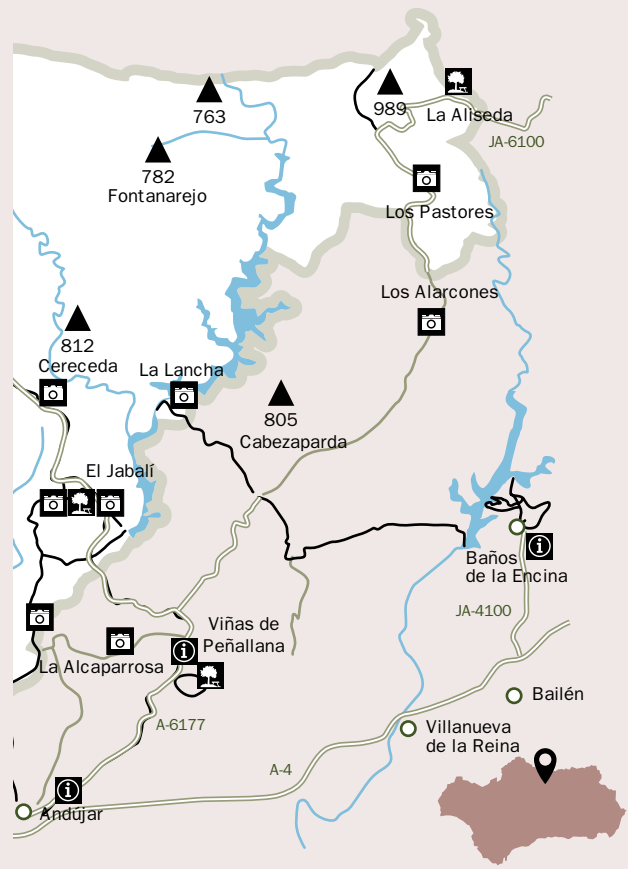 763
989
La Aliseda
JA-6100
782
Fontanarejo
Los Pastores
Los Alarcones
812
Cereceda
La Lancha
805
Cabezaparda
El Jabalí
Baños
de la Encina
JA-4100
Viñas de
Peñallana
La Alcaparrosa
Bailén
A-6177
Villanueva
de la Reina
A-4
Andújar